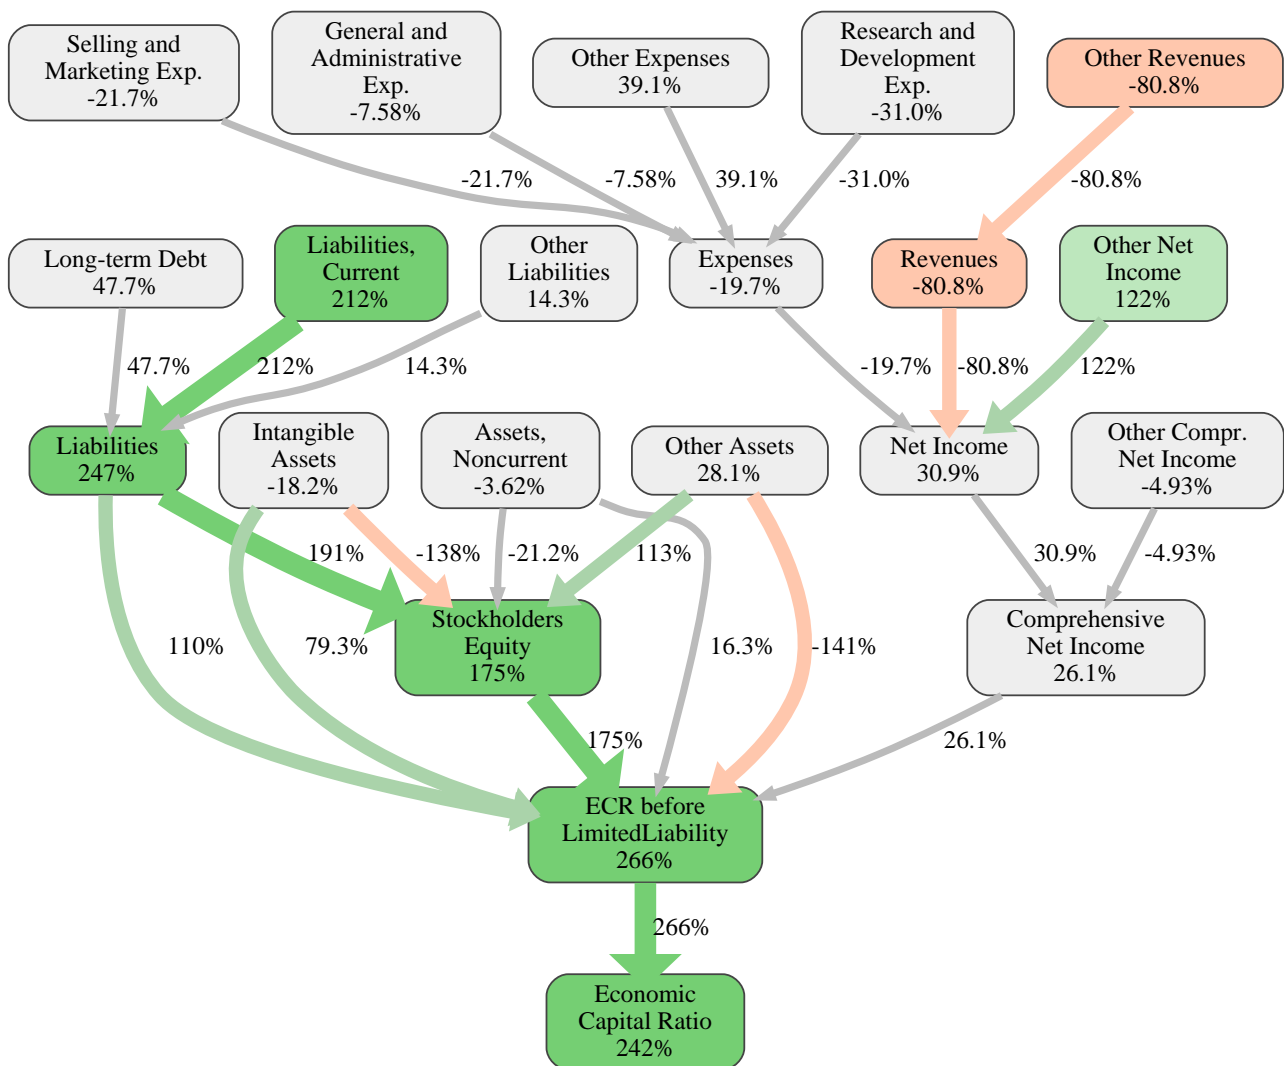 Selling and
Marketing Exp.
-21.7%
General and
Administrative
Exp.
-7.58%
Other Expenses
39.1%
Research and
Development
Exp.
-31.0%
Other Revenues
-80.8%
-21.7%
-7.58%
39.1%
-31.0%
-80.8%
Long-term Debt
47.7%
Liabilities,
Current
212%
Other
Liabilities
14.3%
Expenses
-19.7%
Revenues
-80.8%
Other Net
Income
122%
47.7%
212%
14.3%
-19.7%
-80.8%
122%
Liabilities
247%
Intangible
Assets
-18.2%
Assets,
Noncurrent
-3.62%
Other Assets
28.1%
Net Income
30.9%
Other Compr.
Net Income
-4.93%
191%
-138%
-21.2%
113%
30.9%
-4.93%
Stockholders
Equity
175%
Comprehensive
Net Income
26.1%
110%
79.3%
16.3%
-141%
175%
26.1%
ECR before
LimitedLiability
266%
266%
Economic
Capital Ratio
242%